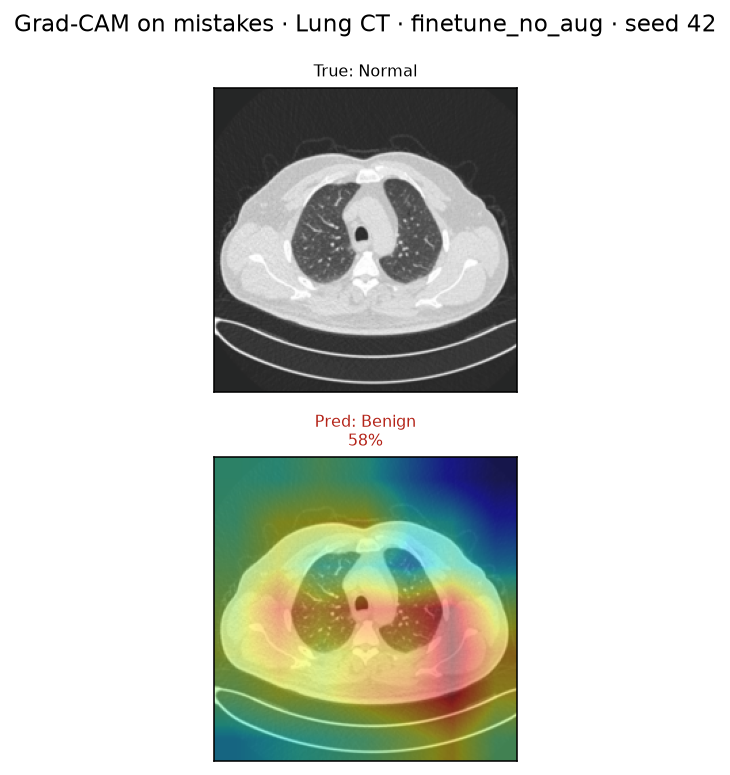 Grad-CAM on mistakes · Lung CT · finetune_no_aug · seed 42
True: Normal
Pred: Benign
58%